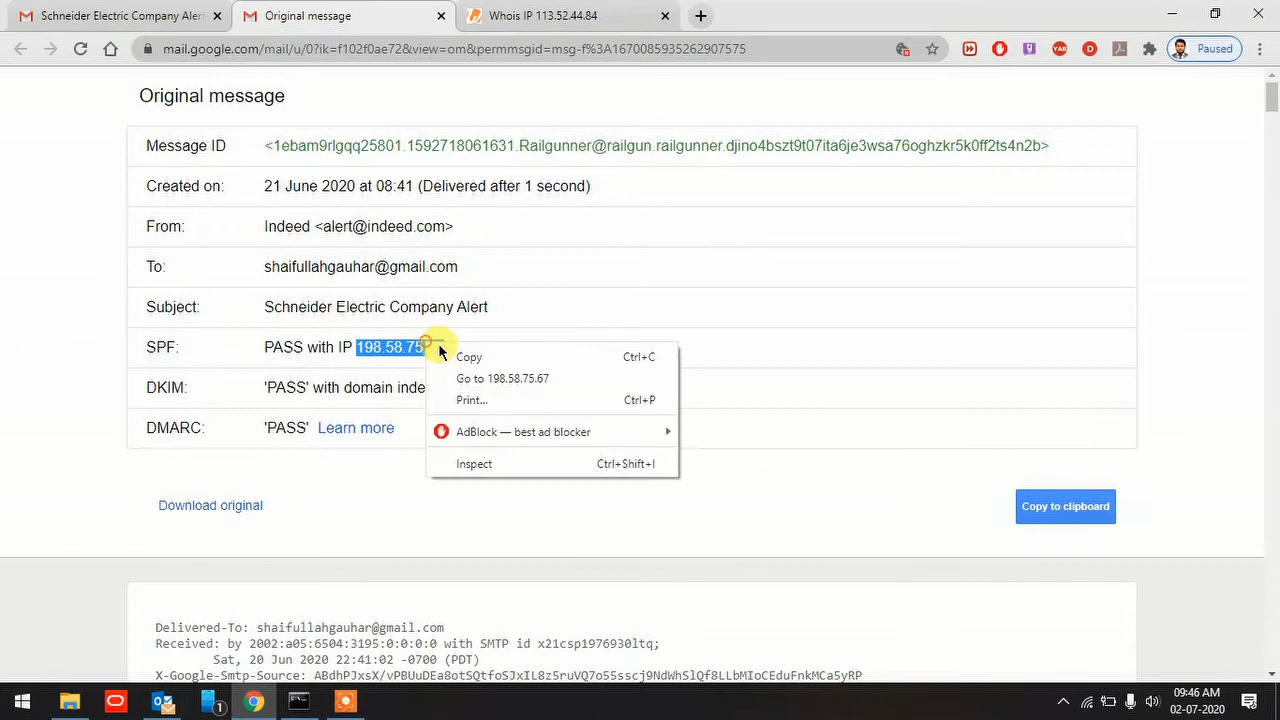 Schneider Electric Company Aler
Original message
Whois IP 113.52.44.84
mail.google.com/mail/u/0?ik=f102f0ae72&view=om&permmsgid=msg-f%3A1670085935262907575
YAB
D
Paused
Original message
Message ID <1ebam9rlgqq25801.1592718061631.Railgunner@railgun.railgunner.djino4bszt9t07ita6je3wsa76oghzkr5k0ff2ts4n2b>
Created on: 21 June 2020 at 08:41 (Delivered after 1 second)
From: Indeed <alert@indeed.com>
To: shaifullahgauhar@gmail.com
Subject: Schneider Electric Company Alert
SPF: PASS with IP 198.58.75
DKIM: 'PASS' with domain inde
DMARC: 'PASS' Learn more
Copy Ctrl+C
Go to 198.58.75.67
Print... Ctrl+P
AdBlock — best ad blocker
Inspect Ctrl+Shift+I
Download original
Copy to clipboard
Delivered-To: shaifullahgauhar@gmail.com
Received: by 2002:a05:6504:3195:0:0:0:0 with SMTP id x21csp1976930ltq;
Sat, 20 Jun 2020 22:41:02 -0700 (PDT)
X-Google-Smtp-Source: ABdhPJxsX/vPBUuDEa8otSQtfoSJxIL8z5ruVQ7o55sscj9NdWhSlQf8LLbMIoCEduFnkMCa5yRP
1
09:46 AM
02-07-2020